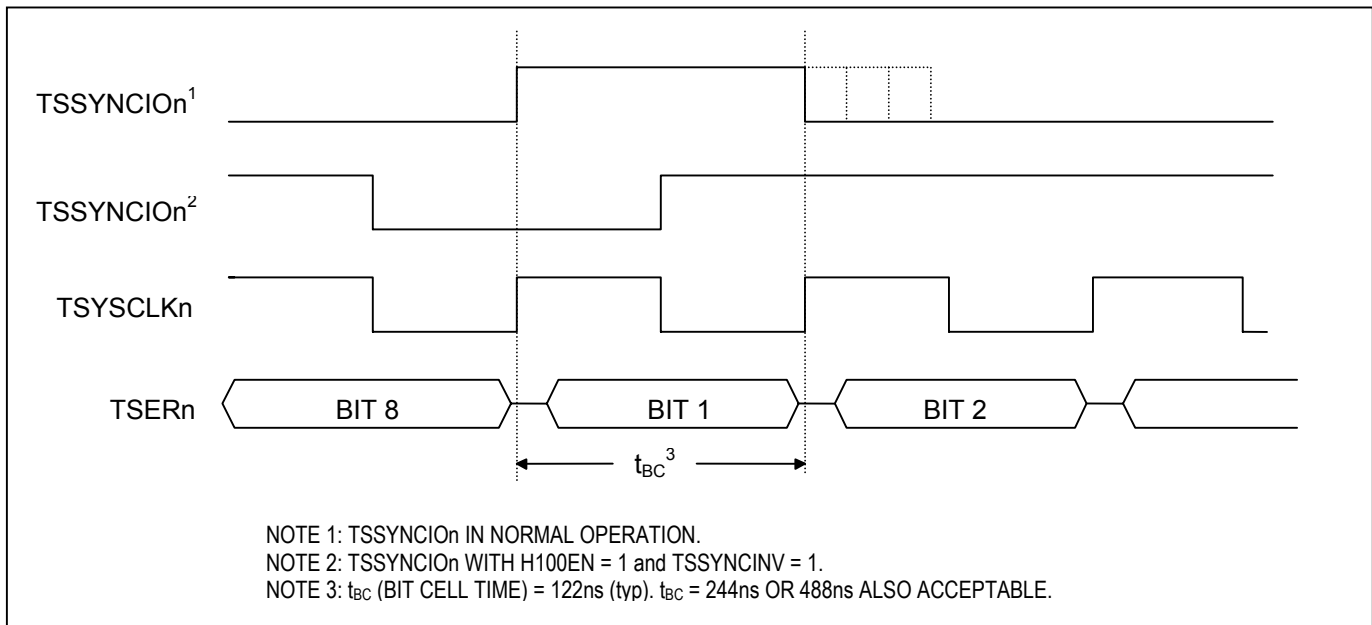 TSSYNCIOn¹
TSSYNCIOn²
TSYSCLKn
TSERn
BIT 8
BIT 1
BIT 2
tBC³
NOTE 1: TSSYNCIOn IN NORMAL OPERATION.
NOTE 2: TSSYNCIOn WITH H100EN = 1 and TSSYNCINV = 1.
NOTE 3: tBC (BIT CELL TIME) = 122ns (typ). tBC = 244ns OR 488ns ALSO ACCEPTABLE.